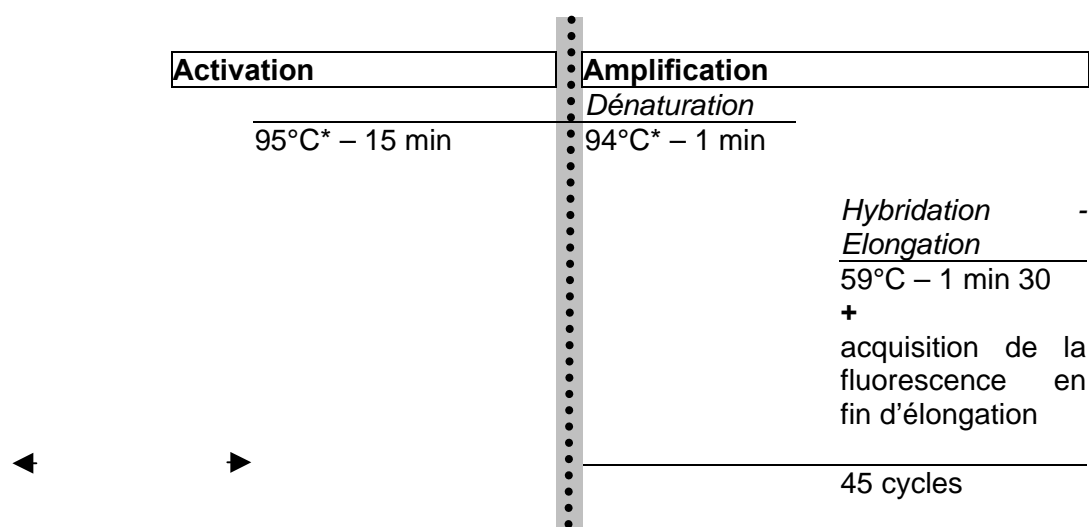 Activation
Amplification
Dénaturation
95°C* – 15 min
94°C* – 1 min
Hybridation -
Elongation
59°C – 1 min 30
+
acquisition de la
fluorescence en
fin d'élongation
45 cycles